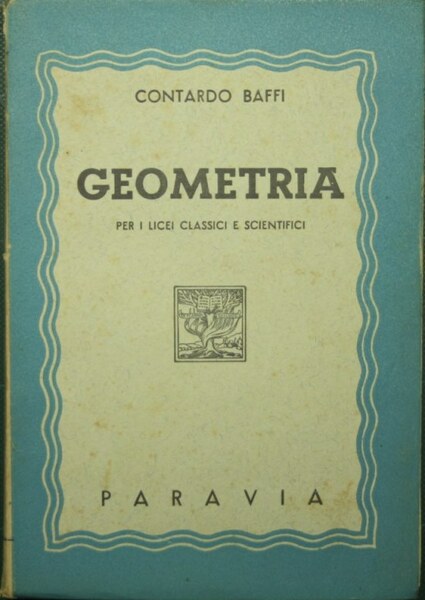 CONTARDO BAFFI
GEOMETRIA
PER I LICEI CLASSICI E SCIENTIFICI
PARAVIA